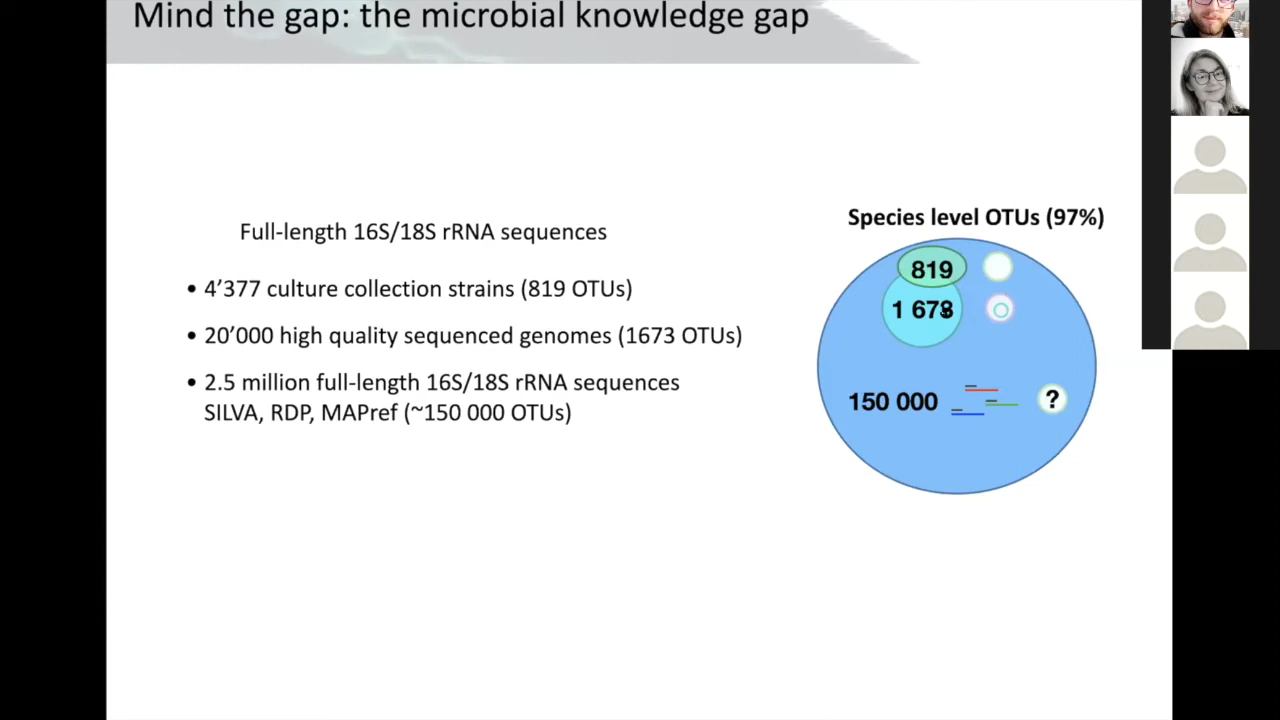 Mind the gap: the microbial knowledge gap
Full-length 16S/18S rRNA sequences
• 4’377 culture collection strains (819 OTUs)
• 20’000 high quality sequenced genomes (1673 OTUs)
• 2.5 million full-length 16S/18S rRNA sequences
SILVA, RDP, MAPref (~150 000 OTUs)
Species level OTUs (97%)
819
1 673
150 000
?